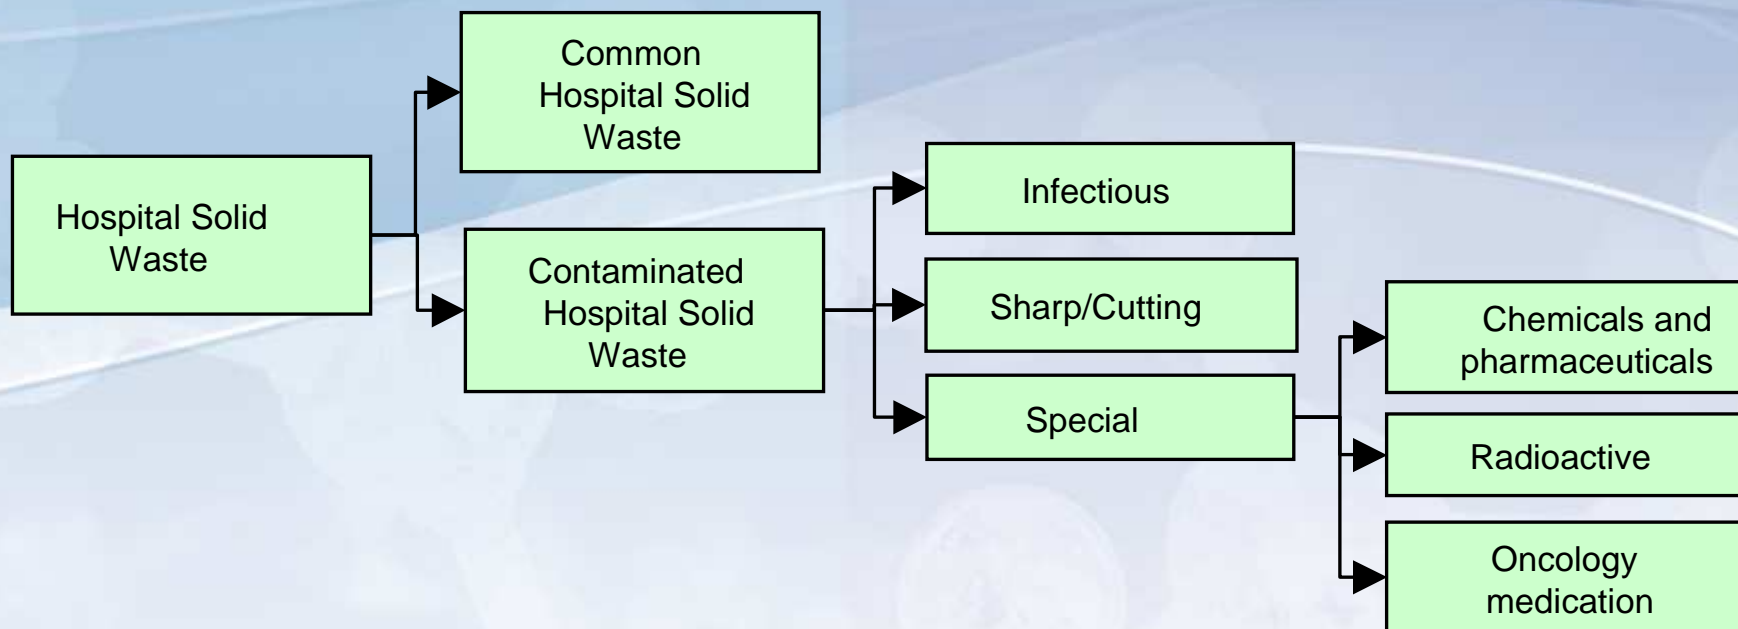 Common
Hospital Solid
Waste
Hospital Solid
Waste
Contaminated
Hospital Solid
Waste
Infectious
Sharp/Cutting
Special
Chemicals and
pharmaceuticals
Radioactive
Oncology
medication